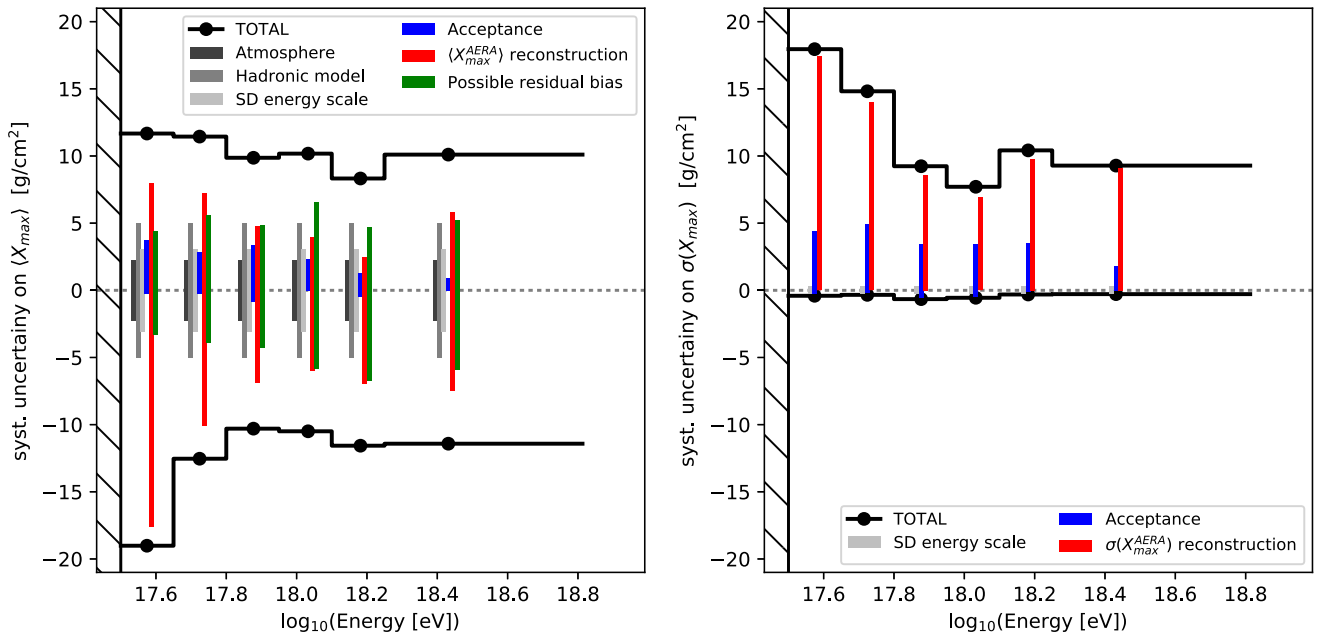 TOTAL
Atmosphere
Hadronic model
SD energy scale
Acceptance
⟨X_max^AERA⟩ reconstruction
Possible residual bias
syst. uncertainy on ⟨X_max⟩ [g/cm²]
20
15
10
5
0
−5
−10
−15
−20
17.6 17.8 18.0 18.2 18.4 18.6 18.8
log₁₀(Energy [eV])
syst. uncertainy on σ(X_max) [g/cm²]
20
15
10
5
0
−5
−10
−15
−20
TOTAL
SD energy scale
Acceptance
σ(X_max^AERA) reconstruction
17.6 17.8 18.0 18.2 18.4 18.6 18.8
log₁₀(Energy [eV])